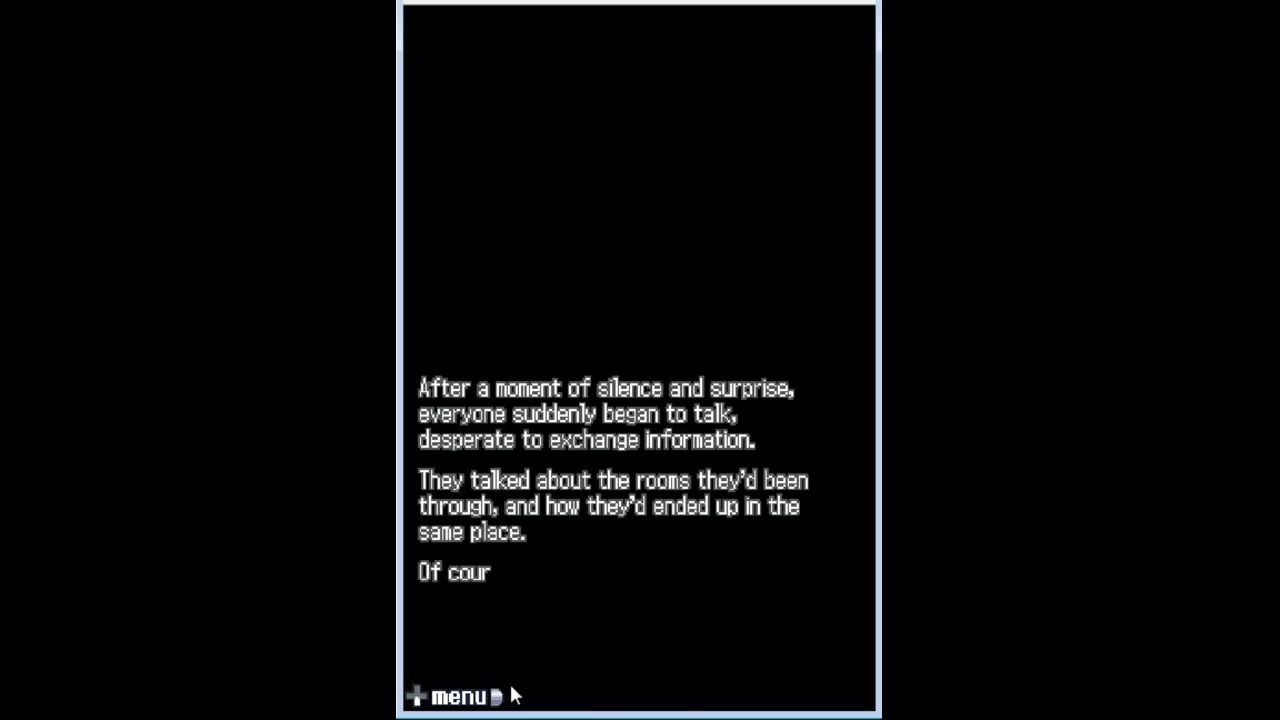 After a moment of silence and surprise,
everyone suddenly began to talk,
desperate to exchange information.
They talked about the rooms they'd been
through, and how they'd ended up in the
same place.
Of cour
menu